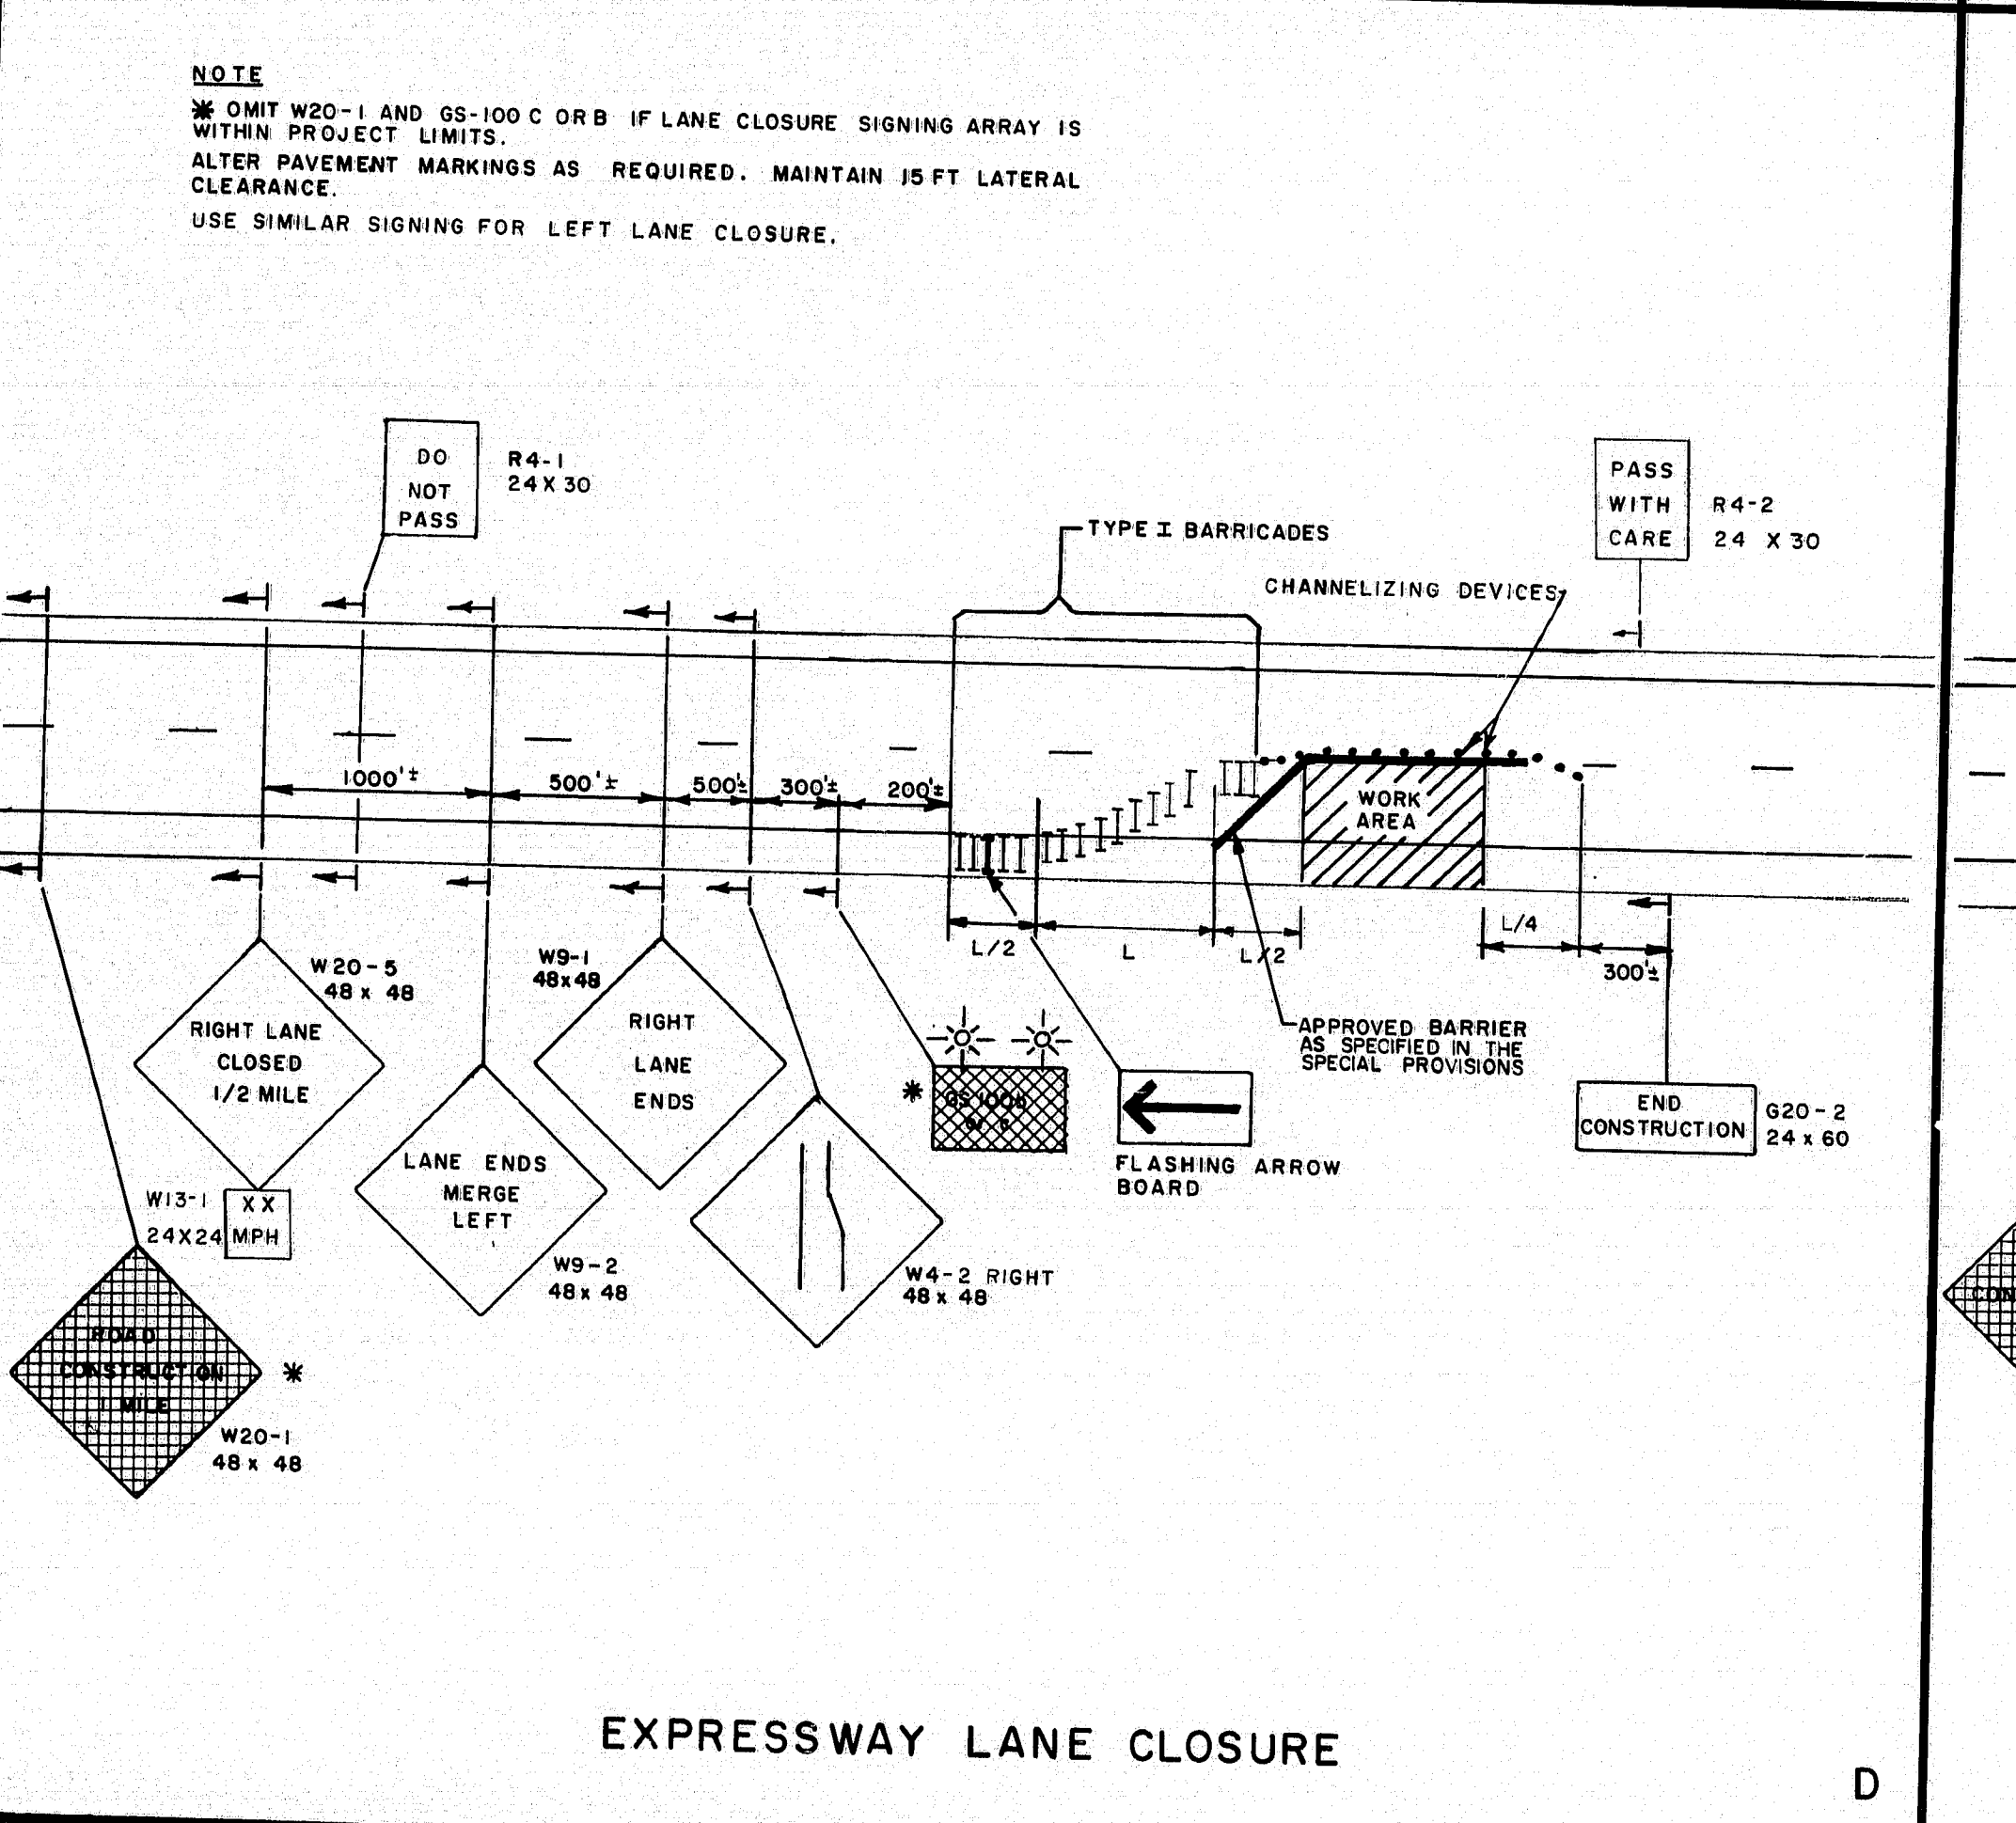 NOTE
✱ OMIT W20-1 AND GS-100 C OR B IF LANE CLOSURE SIGNING ARRAY IS
WITHIN PROJECT LIMITS.
ALTER PAVEMENT MARKINGS AS REQUIRED. MAINTAIN 15 FT LATERAL
CLEARANCE.
USE SIMILAR SIGNING FOR LEFT LANE CLOSURE.
DO
NOT
PASS
R4-1
24 X 30
TYPE I BARRICADES
CHANNELIZING DEVICES
PASS
WITH
CARE
R4-2
24 X 30
1000'±
500'±
500'±
300'±
200'±
WORK
AREA
L/2
L
L/2
L/4
300'±
W20-5
48 x 48
RIGHT LANE
CLOSED
1/2 MILE
W13-1
24X24
XX
MPH
W9-1
48x48
RIGHT
LANE
ENDS
LANE ENDS
MERGE
LEFT
W9-2
48 x 48
W4-2 RIGHT
48 x 48
✱
GS 100b
or c
FLASHING ARROW
BOARD
APPROVED BARRIER
AS SPECIFIED IN THE
SPECIAL PROVISIONS
END
CONSTRUCTION
G20-2
24 x 60
ROAD
CONSTRUCTION
1 MILE
✱
W20-1
48 x 48
CON
EXPRESSWAY LANE CLOSURE
D